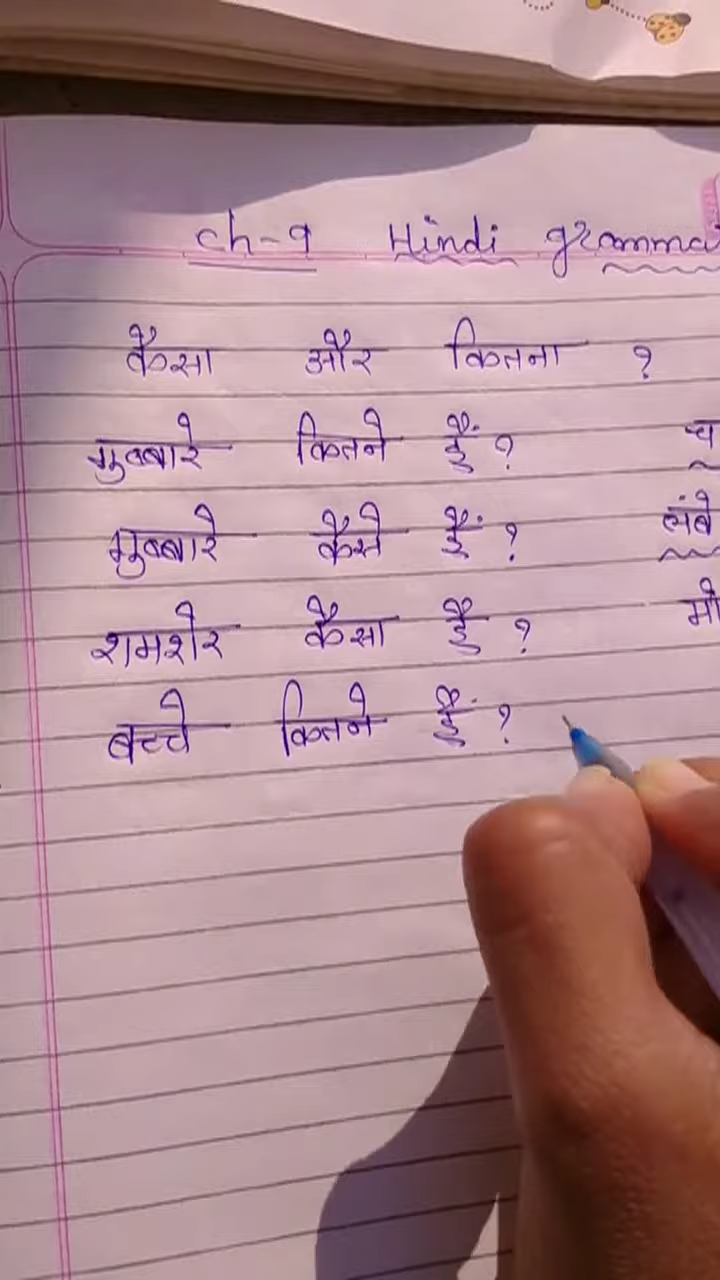 ch-9 Hindi gramma
कैसा और कितना ?
गुब्बारे कितने हैं ? च
गुब्बारे कैसे हैं ? लंबे
शमशेर कैसा है ? मो
बच्चे कितने हैं ?